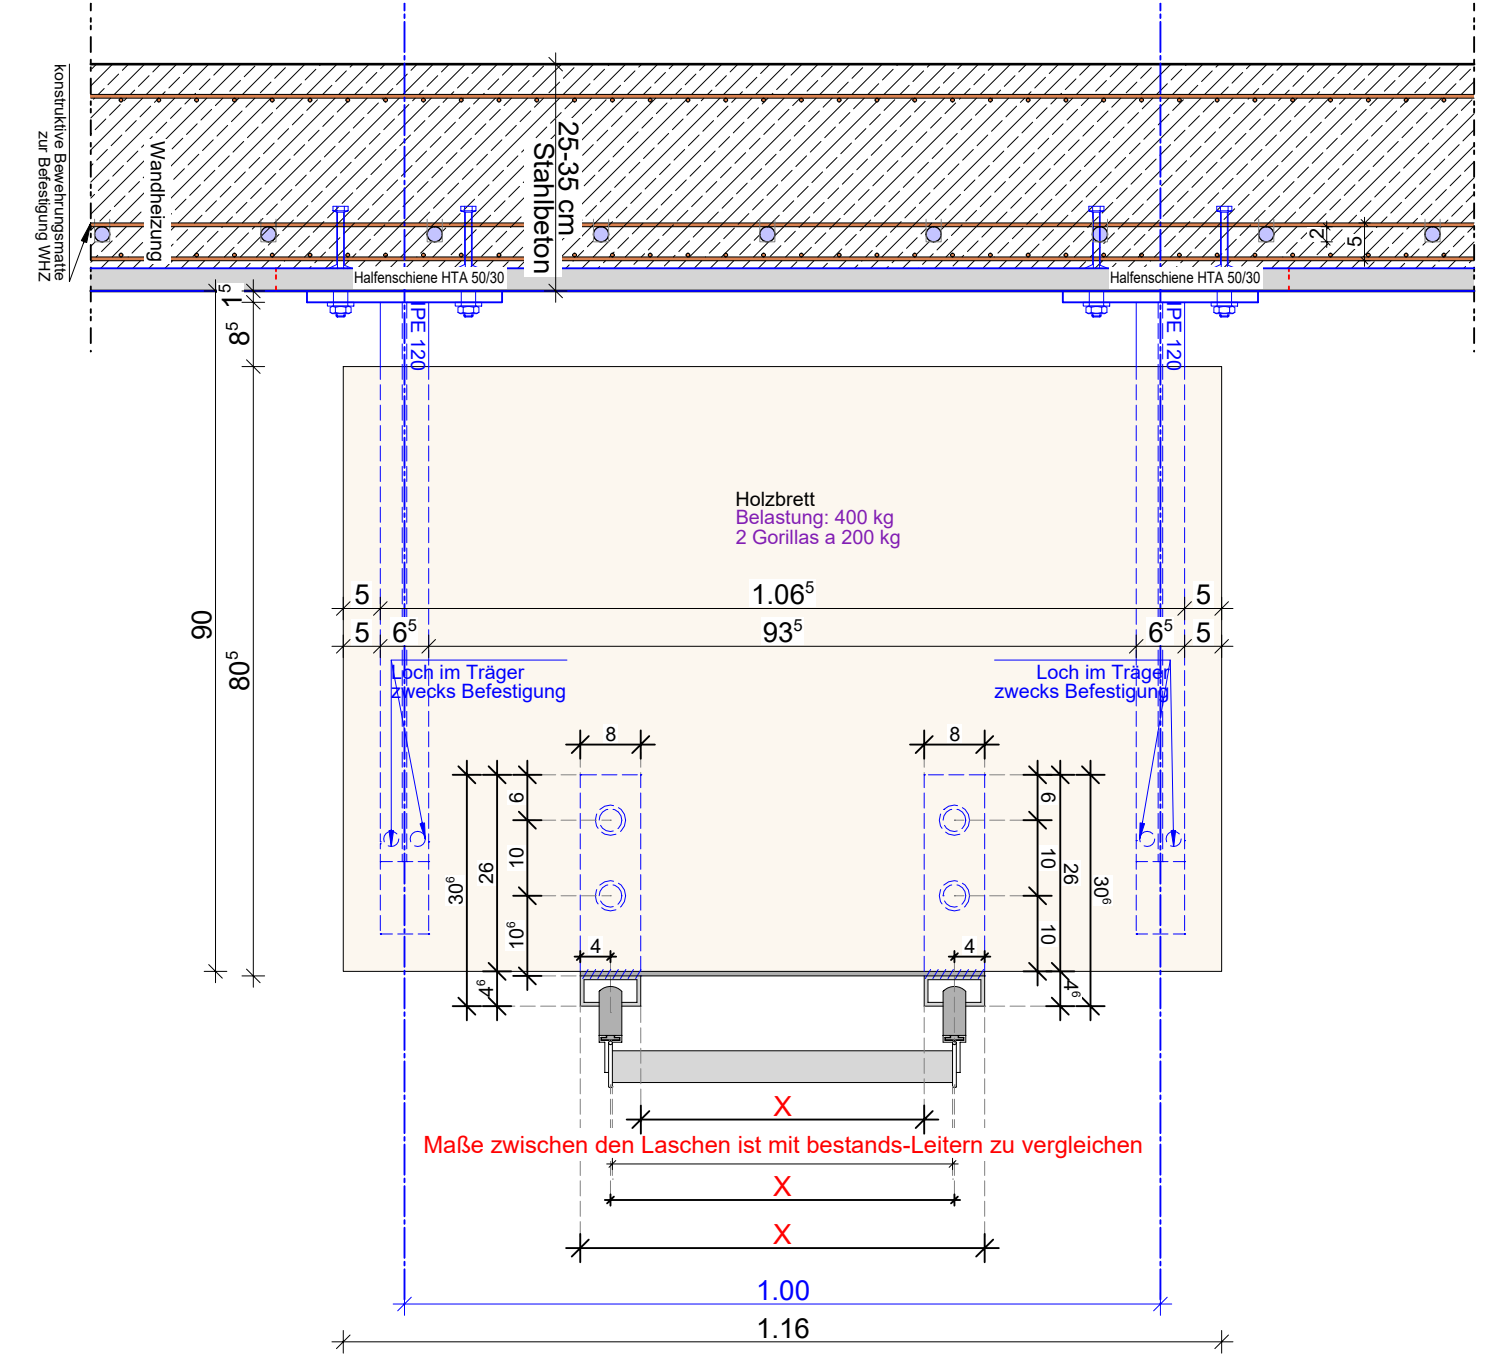 konstruktive Bewehrungsmatte
zur Befestigung WHZ
Wandheizung
25-35 cm
Stahlbeton
2
5
Halfenschiene HTA 50/30
Halfenschiene HTA 50/30
1⁵
8⁵
IPE 120
IPE 120
Holzbrett
Belastung: 400 kg
2 Gorillas a 200 kg
5
1.06⁵
5
5
6⁵
93⁵
6⁵
5
90
80⁵
Loch im Träger
zwecks Befestigung
Loch im Träger
zwecks Befestigung
8
8
6
10
10⁶
26
30⁶
4⁶
4
6
10
10
26
30⁶
4⁶
4
X
Maße zwischen den Laschen ist mit bestands-Leitern zu vergleichen
X
X
1.00
1.16